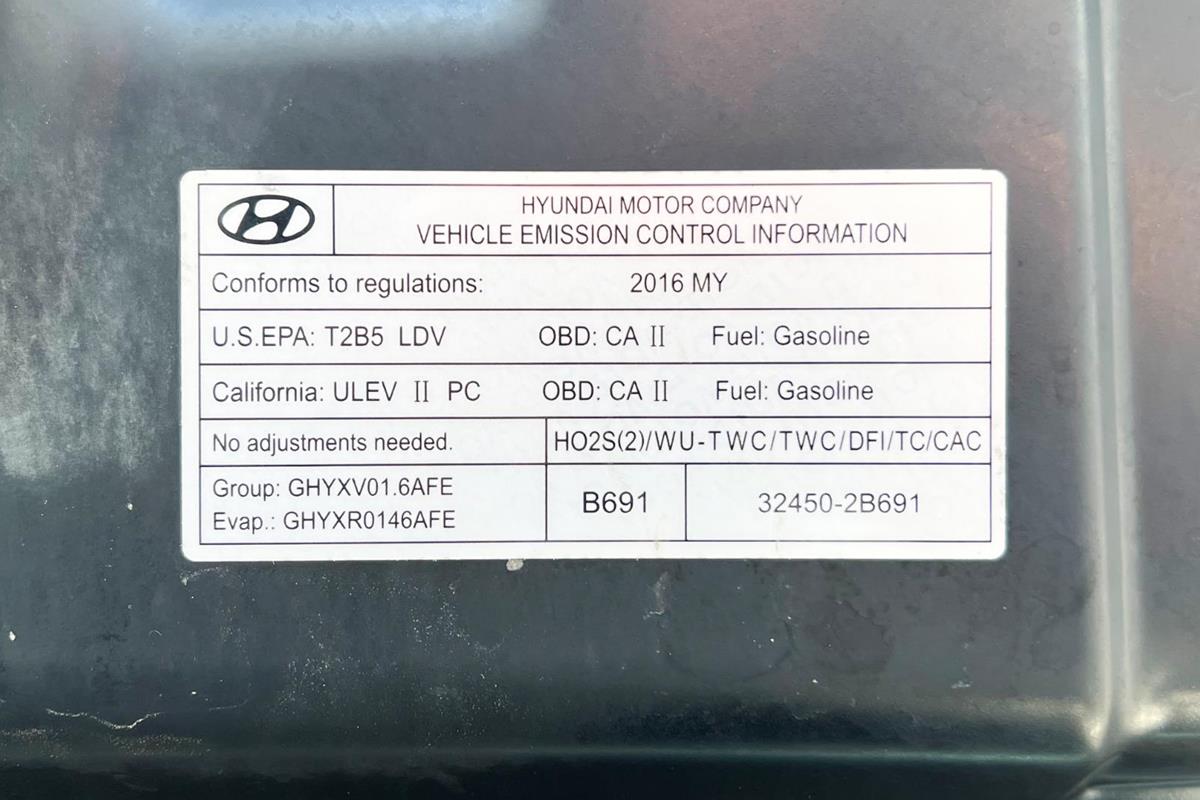 HYUNDAI MOTOR COMPANY
VEHICLE EMISSION CONTROL INFORMATION
Conforms to regulations: 2016 MY
U.S.EPA: T2B5 LDV OBD: CA II Fuel: Gasoline
California: ULEV II PC OBD: CA II Fuel: Gasoline
No adjustments needed. HO2S(2)/WU-TWC/TWC/DFI/TC/CAC
Group: GHYXV01.6AFE
Evap.: GHYXR0146AFE
B691
32450-2B691